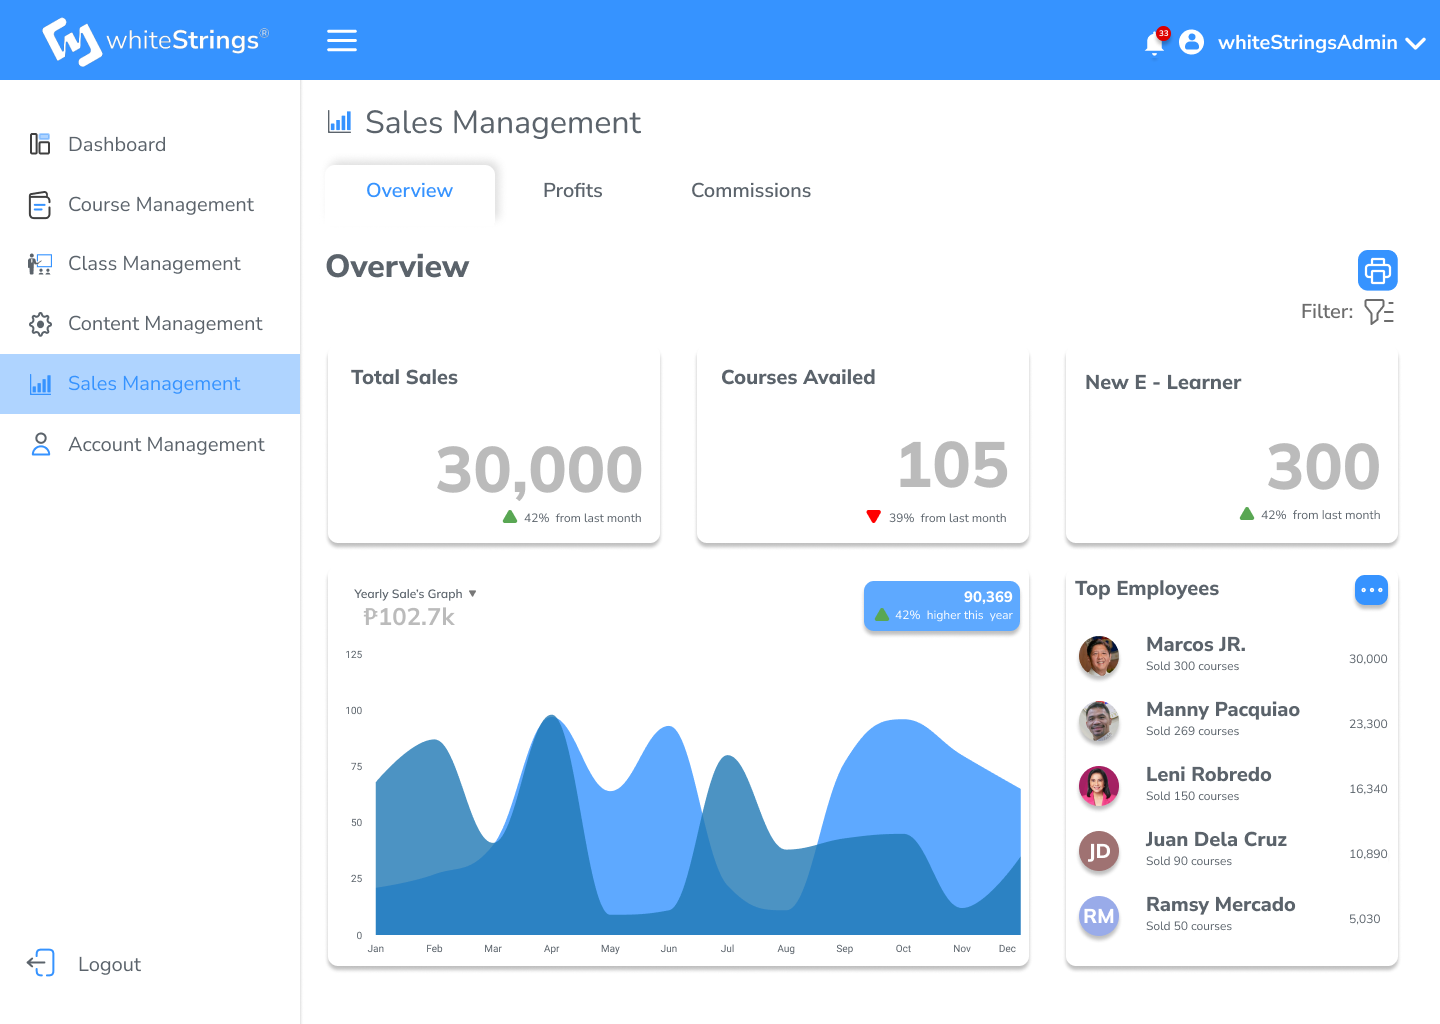 whiteStrings®
33
whiteStringsAdmin
Dashboard
Course Management
Class Management
Content Management
Sales Management
Account Management
Logout
Sales Management
Overview
Profits
Commissions
Overview
Filter:
Total Sales
30,000
42% from last month
Courses Availed
105
39% from last month
New E - Learner
300
42% from last month
Yearly Sale's Graph
₱102.7k
90,369
42% higher this year
125
100
75
50
25
0
Jan Feb Mar Apr May Jun Jul Aug Sep Oct Nov Dec
Top Employees
Marcos JR.
Sold 300 courses
30,000
Manny Pacquiao
Sold 269 courses
23,300
Leni Robredo
Sold 150 courses
16,340
JD
Juan Dela Cruz
Sold 90 courses
10,890
RM
Ramsy Mercado
Sold 50 courses
5,030